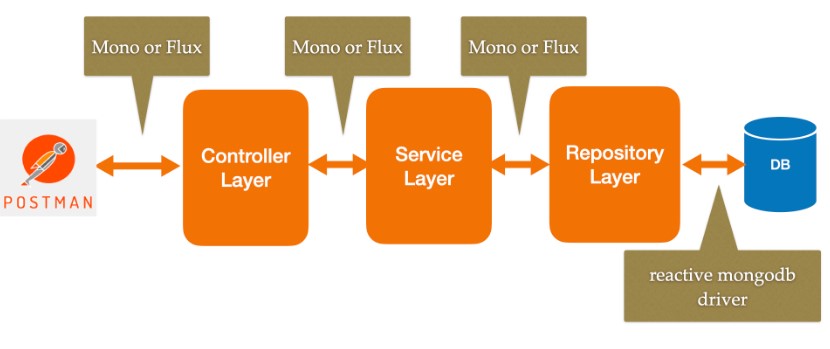 Mono or Flux
Mono or Flux
Mono or Flux
POSTMAN
Controller
Layer
Service
Layer
Repository
Layer
DB
reactive mongodb
driver